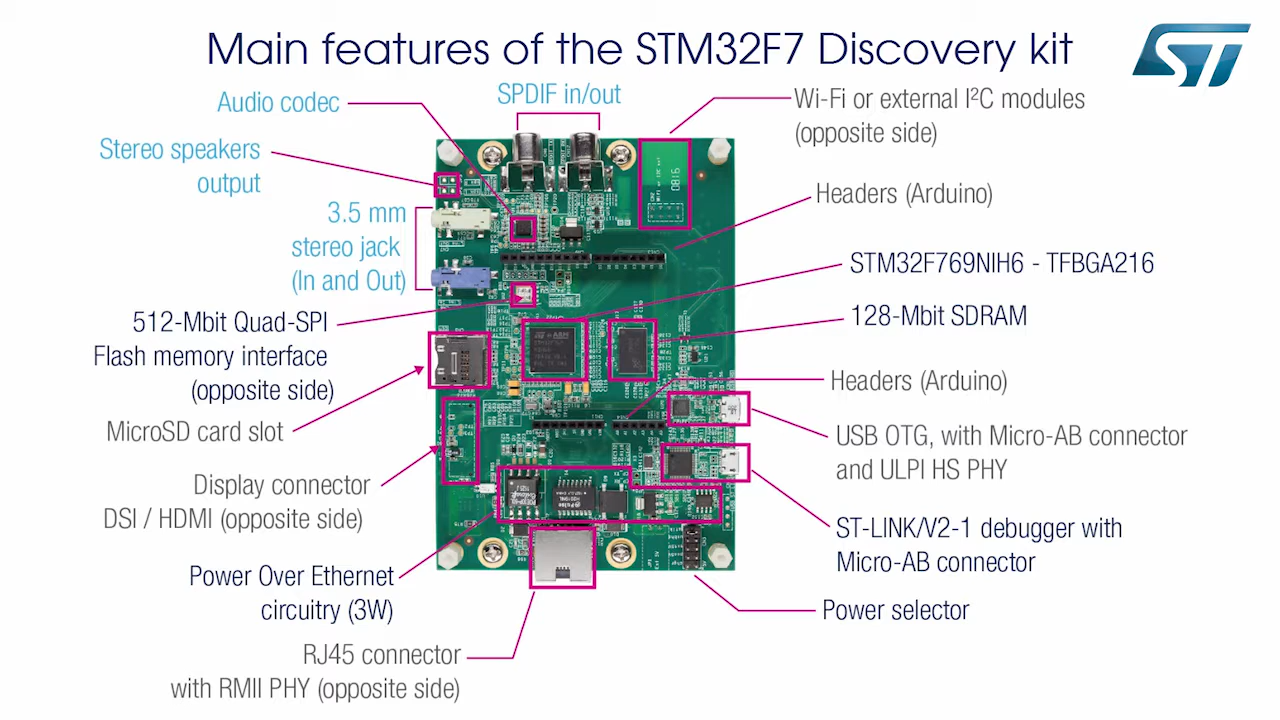 Main features of the STM32F7 Discovery kit
ST
Audio codec
SPDIF in/out
Wi-Fi or external I²C modules
(opposite side)
Stereo speakers
output
Headers (Arduino)
3.5 mm
stereo jack
(In and Out)
STM32F769NIH6 - TFBGA216
512-Mbit Quad-SPI
Flash memory interface
(opposite side)
128-Mbit SDRAM
Headers (Arduino)
MicroSD card slot
USB OTG, with Micro-AB connector
and ULPI HS PHY
Display connector
DSI / HDMI (opposite side)
ST-LINK/V2-1 debugger with
Micro-AB connector
Power Over Ethernet
circuitry (3W)
Power selector
RJ45 connector
with RMII PHY (opposite side)
0816